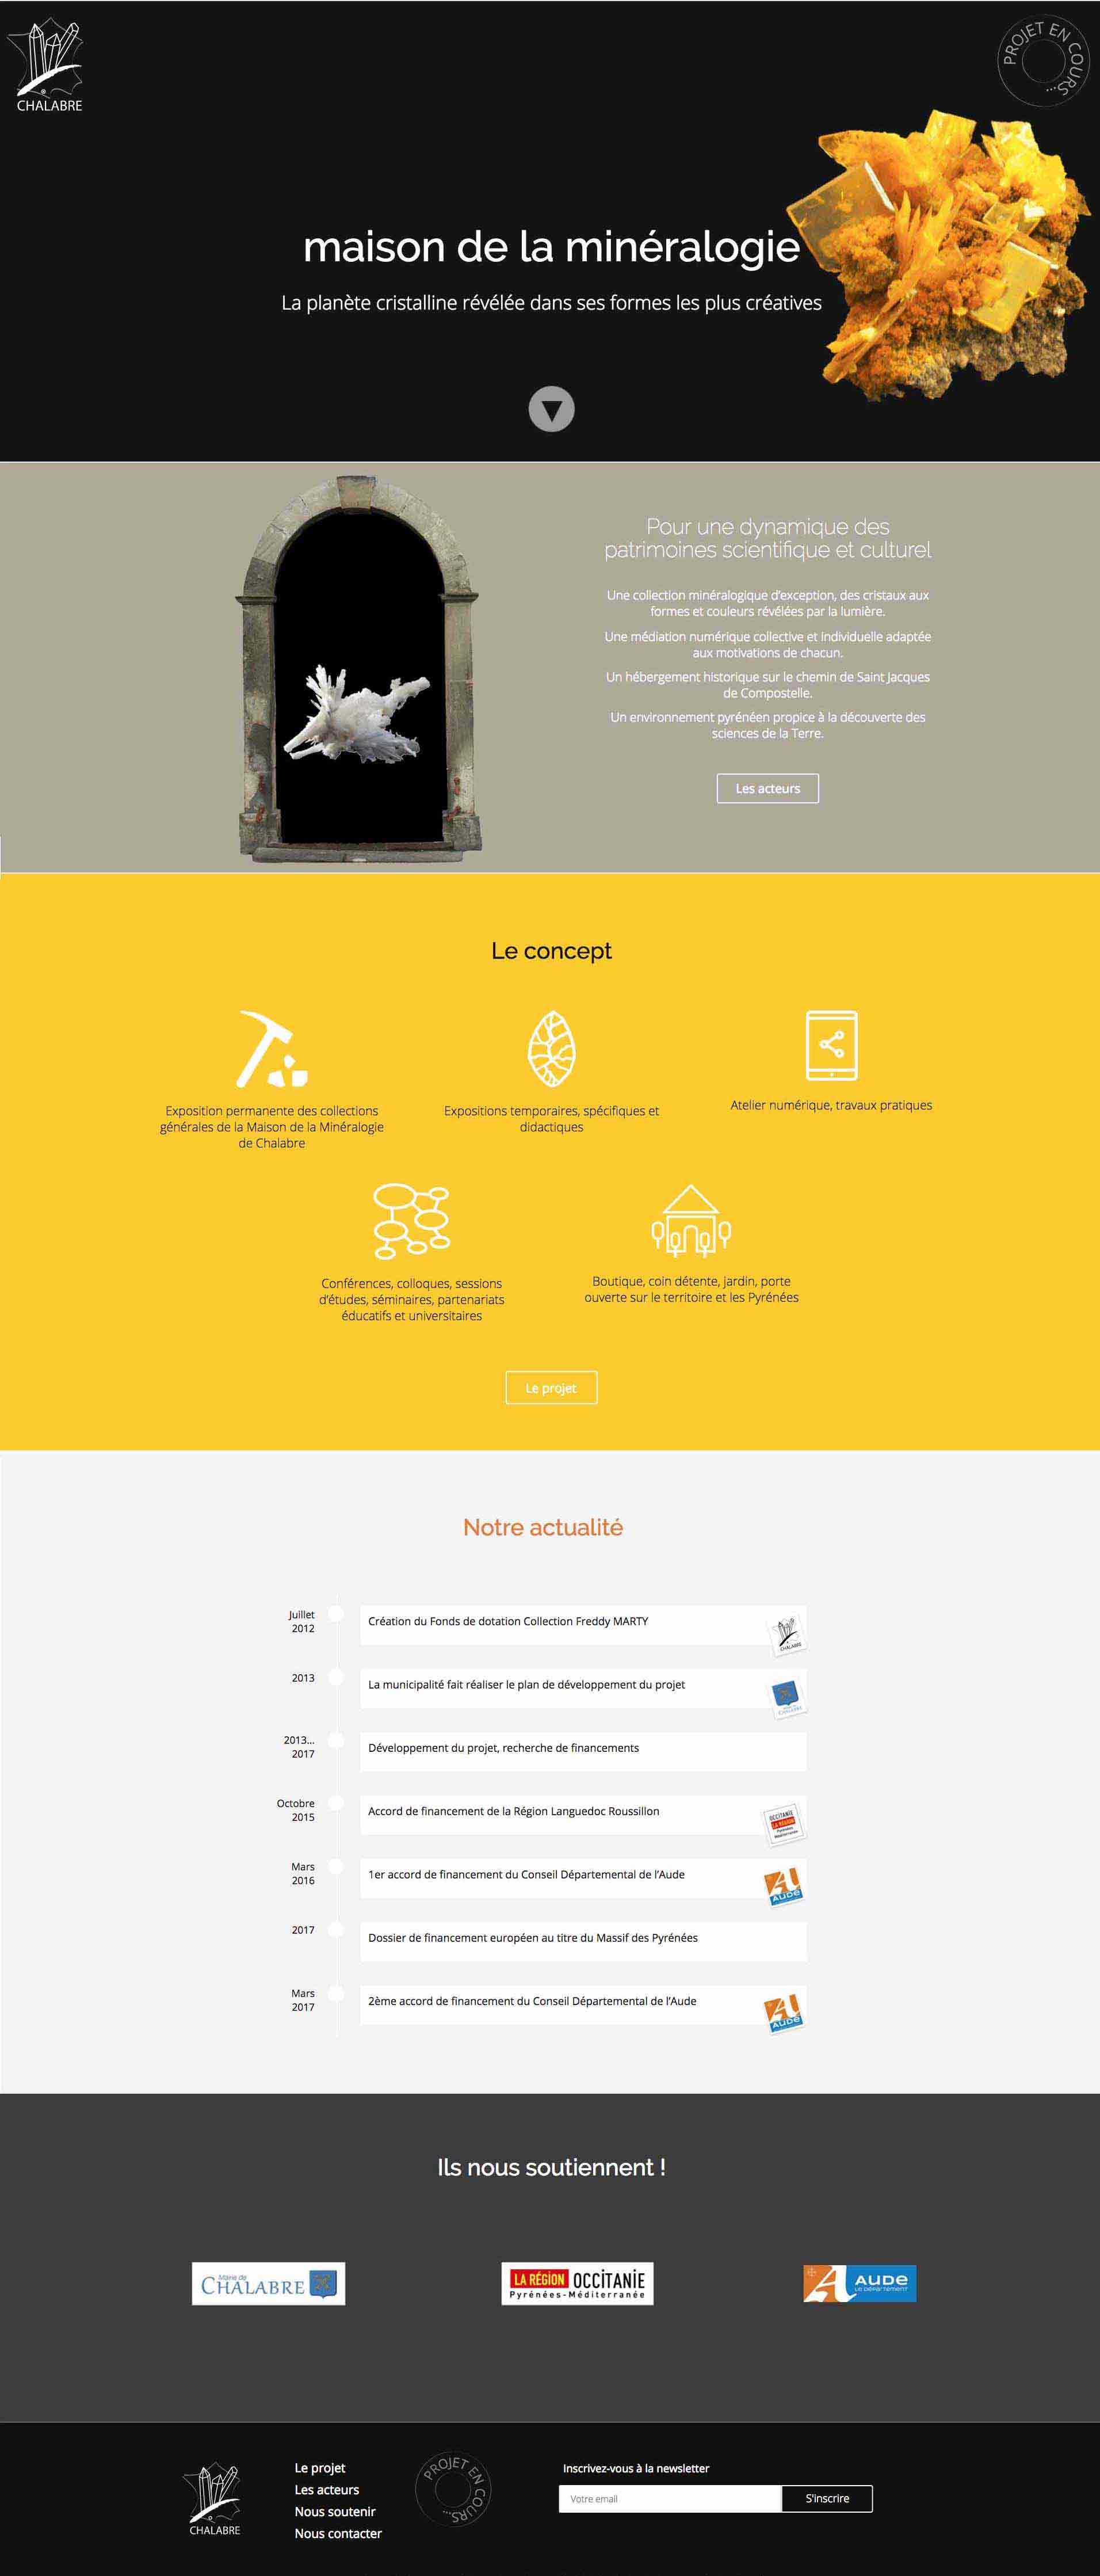 CHALABRE
PROJET EN COURS...
maison de la minéralogie
La planète cristalline révélée dans ses formes les plus créatives
Pour une dynamique des
patrimoines scientifique et culturel
Une collection minéralogique d'exception, des cristaux aux
formes et couleurs révélées par la lumière.
Une médiation numérique collective et individuelle adaptée
aux motivations de chacun.
Un hébergement historique sur le chemin de Saint Jacques
de Compostelle.
Un environnement pyrénéen propice à la découverte des
sciences de la Terre.
Les acteurs
Le concept
Exposition permanente des collections
générales de la Maison de la Minéralogie
de Chalabre
Expositions temporaires, spécifiques et
didactiques
Atelier numérique, travaux pratiques
Conférences, colloques, sessions
d'études, séminaires, partenariats
éducatifs et universitaires
Boutique, coin détente, jardin, porte
ouverte sur le territoire et les Pyrénées
Le projet
Notre actualité
Juillet
2012
Création du Fonds de dotation Collection Freddy MARTY
CHALABRE
2013
La municipalité fait réaliser le plan de développement du projet
CHALABRE
2013...
2017
Développement du projet, recherche de financements
Octobre
2015
Accord de financement de la Région Languedoc Roussillon
OCCITANIE
LA RÉGION
Pyrénées
Méditerranée
Mars
2016
1er accord de financement du Conseil Départemental de l'Aude
AUDE
2017
Dossier de financement européen au titre du Massif des Pyrénées
Mars
2017
2ème accord de financement du Conseil Départemental de l'Aude
AUDE
Ils nous soutiennent !
Mairie de
CHALABRE
LA RÉGION OCCITANIE
Pyrénées-Méditerranée
AUDE
LE DÉPARTEMENT
CHALABRE
Le projet
Les acteurs
Nous soutenir
Nous contacter
PROJET EN COURS...
Inscrivez-vous à la newsletter
Votre email
S'inscrire